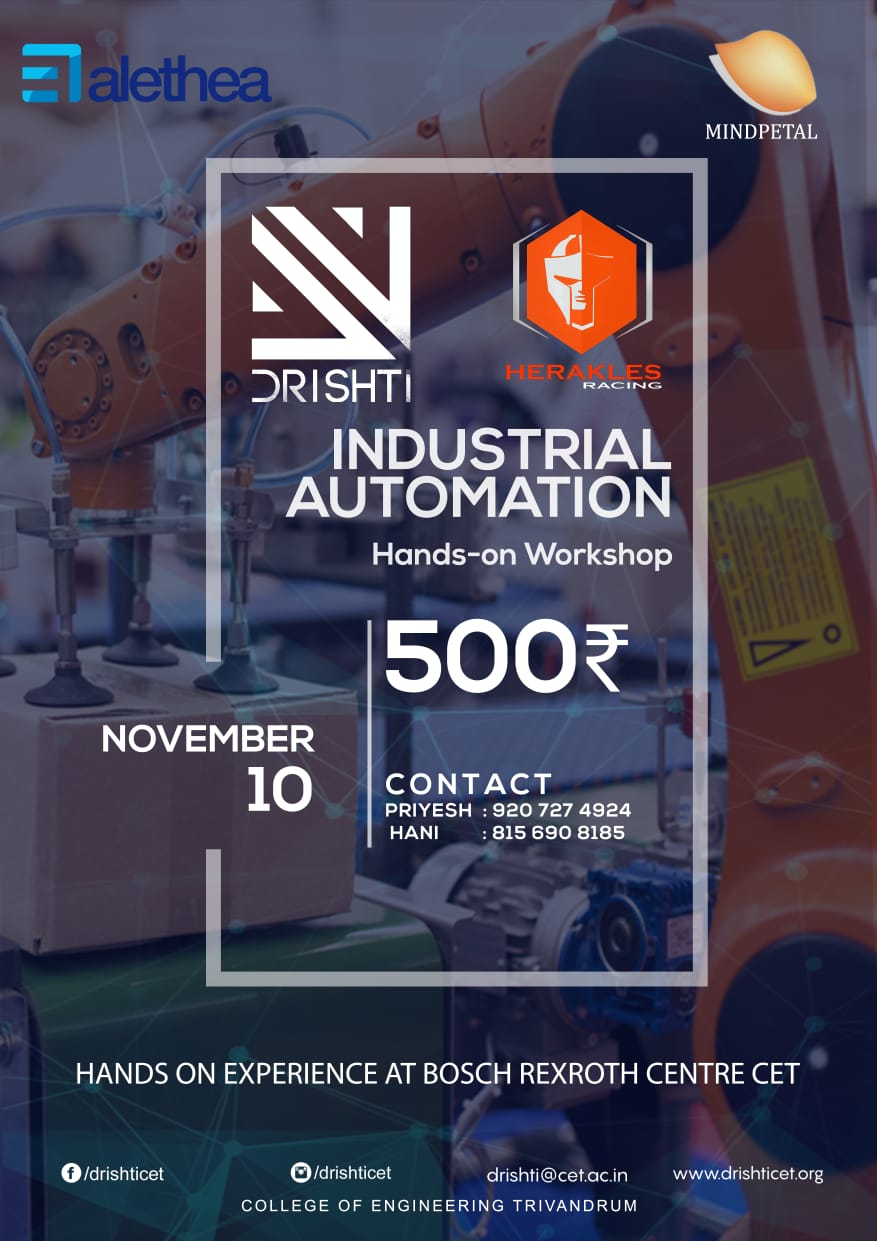 alethea
MINDPETAL
DRISHTI
HERAKLES
RACING
INDUSTRIAL
AUTOMATION
Hands-on Workshop
500₹
NOVEMBER
10
CONTACT
PRIYESH : 920 727 4924
HANI : 815 690 8185
HANDS ON EXPERIENCE AT BOSCH REXROTH CENTRE CET
/drishticet
/drishticet
drishti@cet.ac.in
www.drishticet.org
COLLEGE OF ENGINEERING TRIVANDRUM